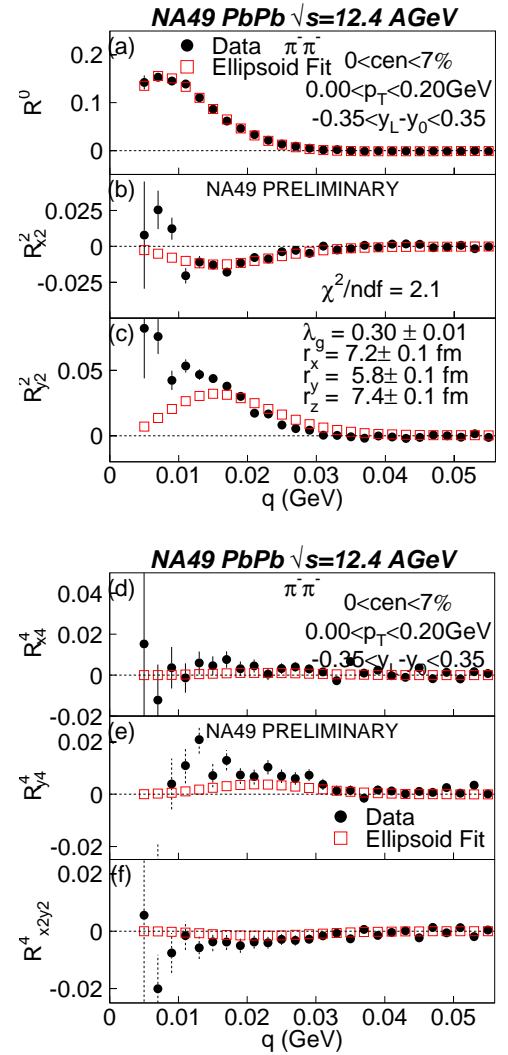 NA49 PbPb √s=12.4 AGeV
(a)
Data π⁻π⁻
Ellipsoid Fit
0<cen<7%
0.00<p_T<0.20GeV
-0.35<y_L-y_0<0.35
R⁰
0.2
0.1
0
(b)
NA49 PRELIMINARY
R²_x2
0.025
0
-0.025
χ²/ndf = 2.1
(c)
λ_g = 0.30 ± 0.01
r_x = 7.2± 0.1 fm
r_y = 5.8± 0.1 fm
r_z = 7.4± 0.1 fm
R²_y2
0.05
0
0 0.01 0.02 0.03 0.04 0.05
q (GeV)
NA49 PbPb √s=12.4 AGeV
(d)
π⁻π⁻
0<cen<7%
0.00<p_T<0.20GeV
-0.35<y_L-y_0<0.35
R⁴_x4
0.04
0.02
0
-0.02
(e)
NA49 PRELIMINARY
R⁴_y4
0.02
0
-0.02
Data
Ellipsoid Fit
(f)
R⁴_x2y2
0.02
0
-0.02
0 0.01 0.02 0.03 0.04 0.05
q (GeV)